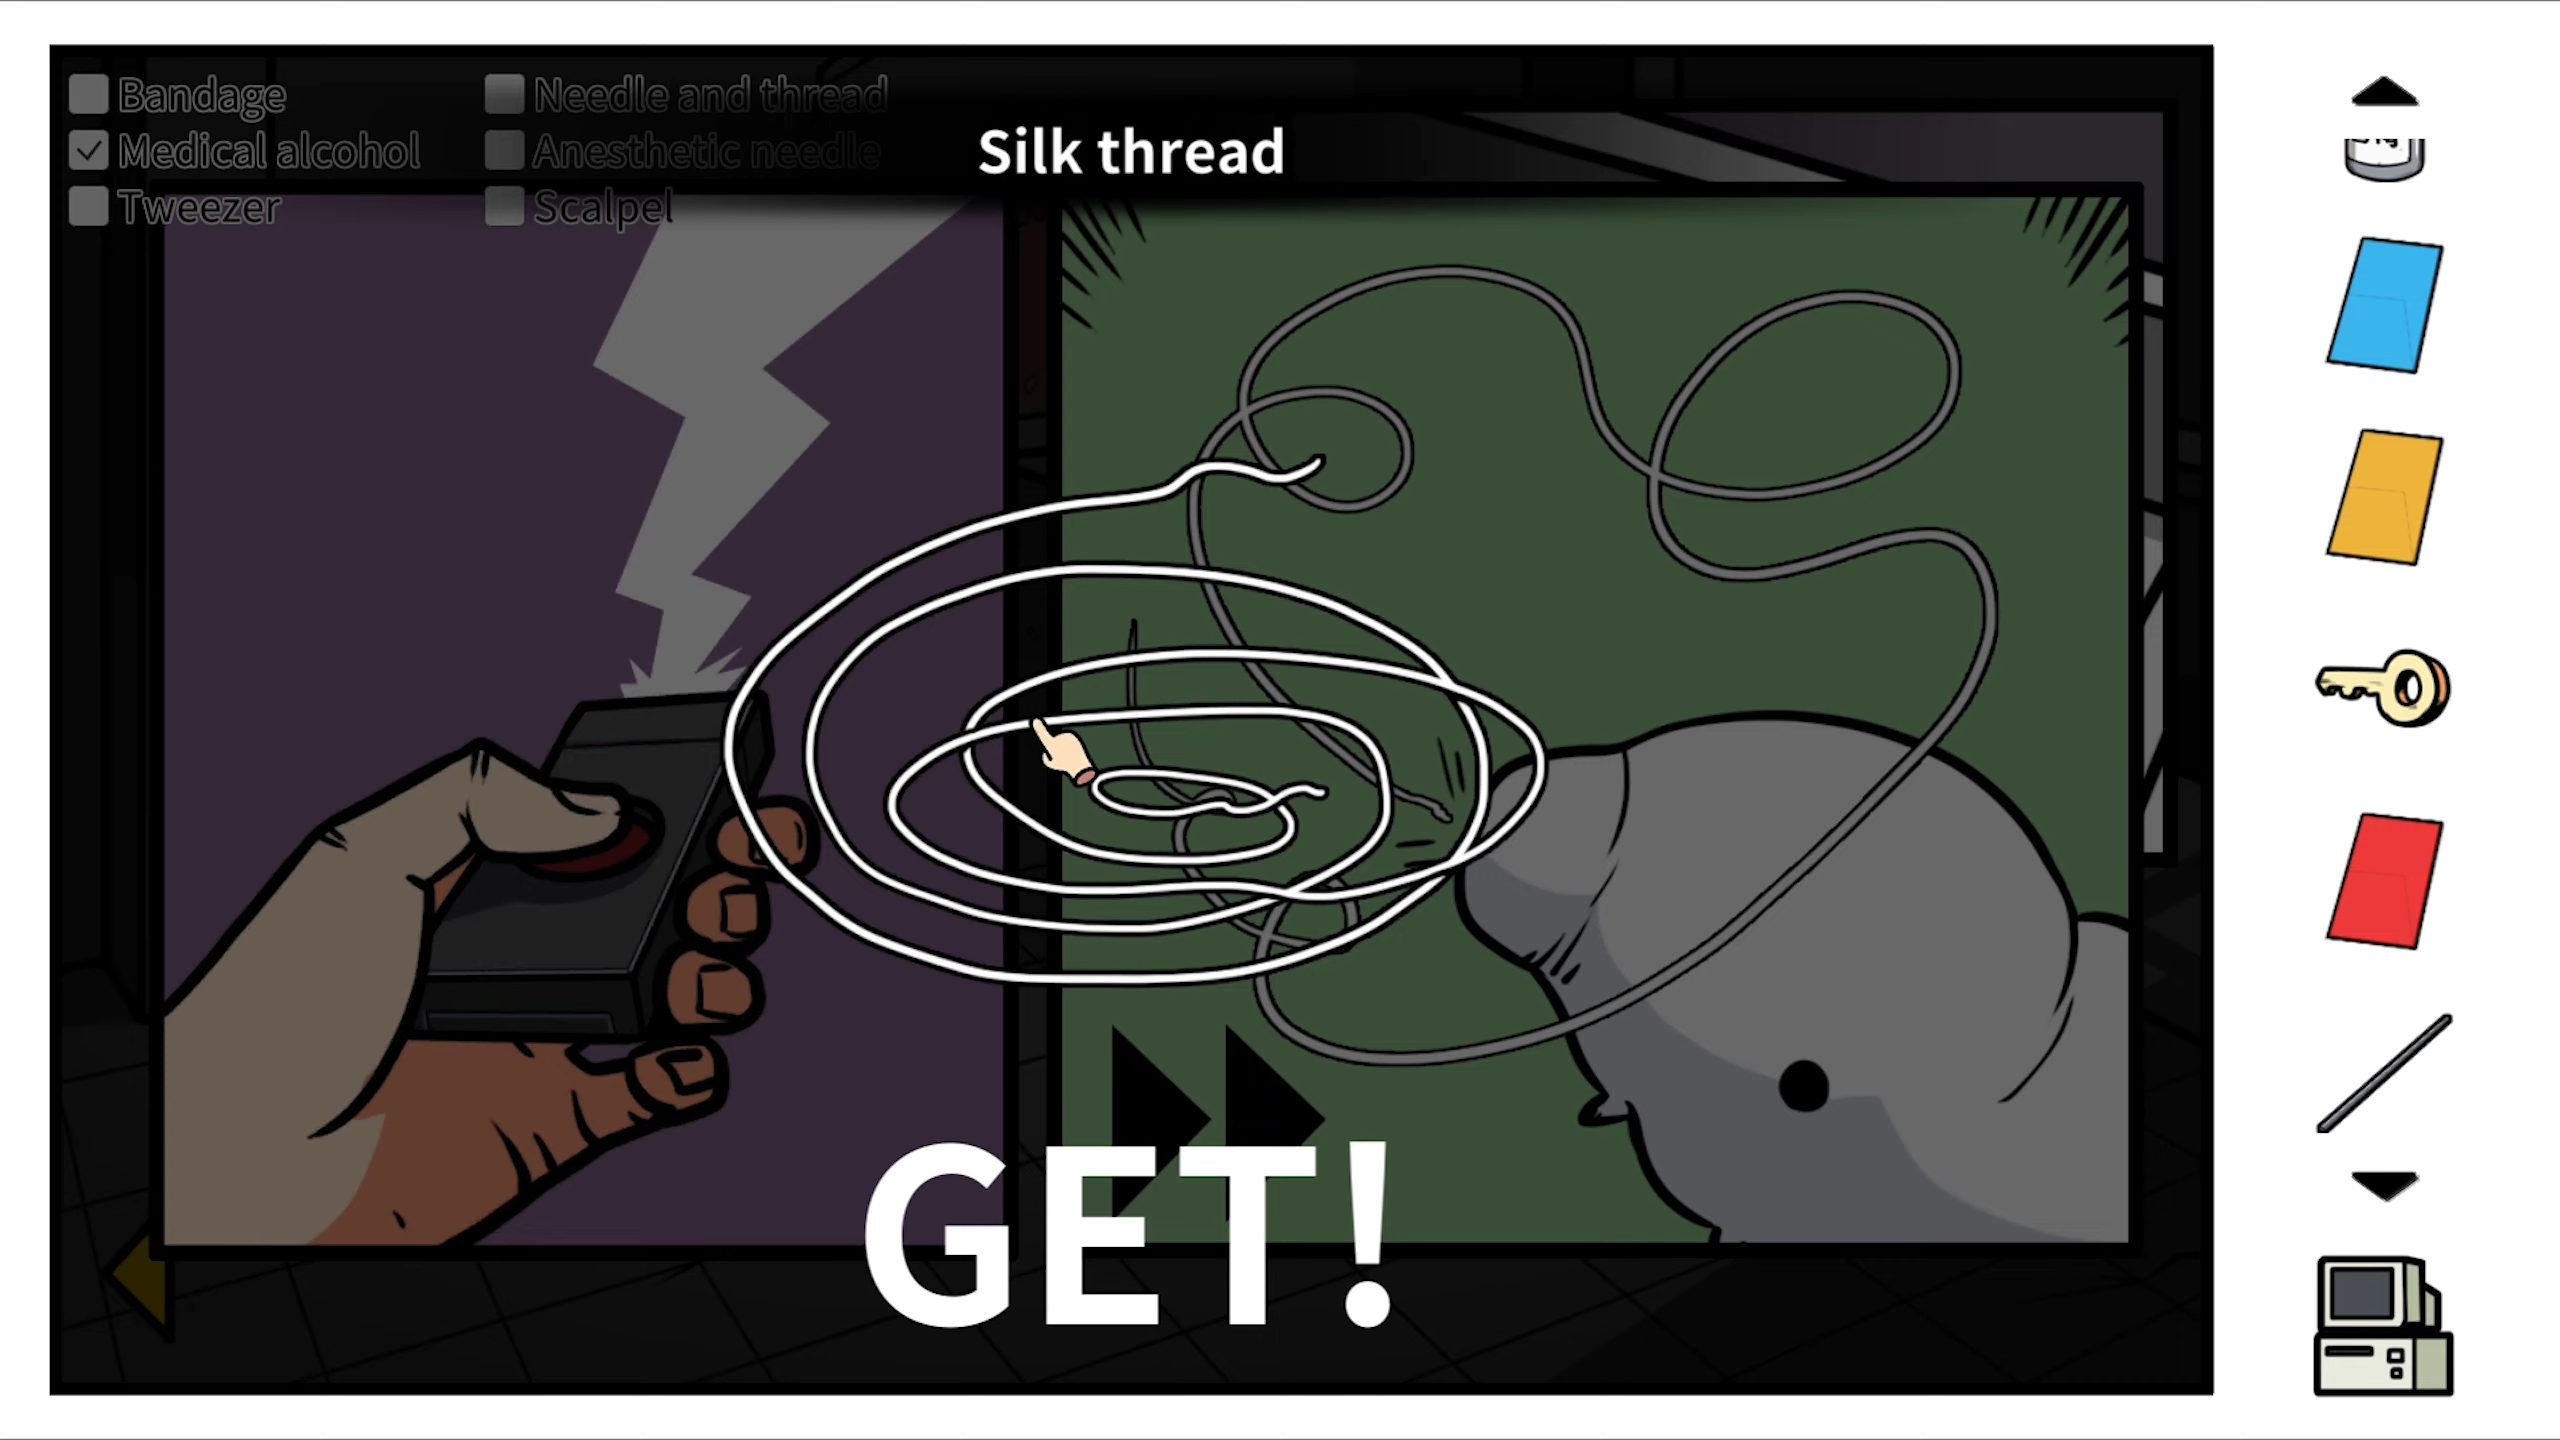 Bandage
Needle and thread
Medical alcohol
Anesthetic needle
Tweezer
Scalpel
Silk thread
GET!